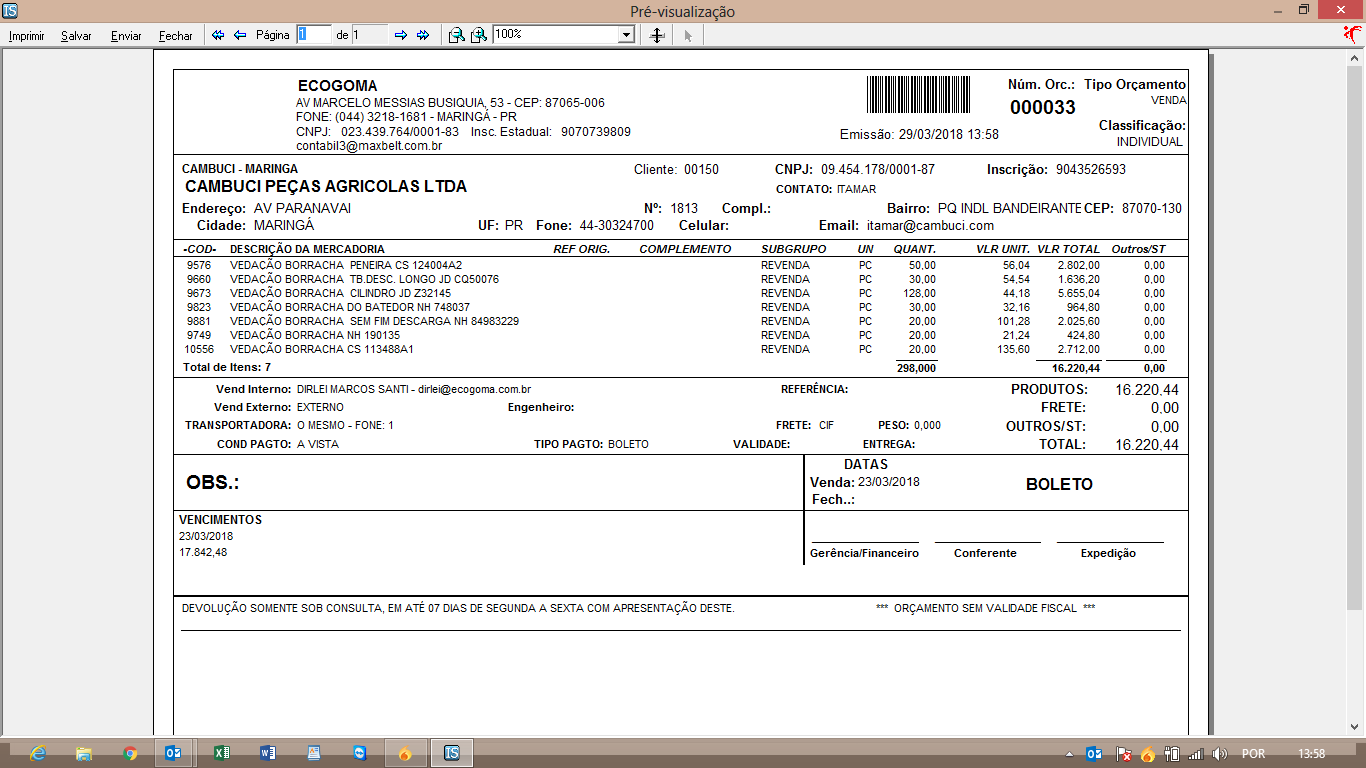 Pré-visualização
Imprimir Salvar Enviar Fechar Página 1 de 1 100%
ECOGOMA
AV MARCELO MESSIAS BUSIQUIA, 53 - CEP: 87065-006
FONE: (044) 3218-1681 - MARINGÁ - PR
CNPJ: 023.439.764/0001-83 Insc. Estadual: 9070739809
contabil3@maxbelt.com.br
Emissão: 29/03/2018 13:58
Núm. Orc.: Tipo Orçamento
000033 VENDA
Classificação:
INDIVIDUAL
CAMBUCI - MARINGA Cliente: 00150 CNPJ: 09.454.178/0001-87 Inscrição: 9043526593
CAMBUCI PEÇAS AGRICOLAS LTDA CONTATO: ITAMAR
Endereço: AV PARANAVAI Nº: 1813 Compl.: Bairro: PQ INDL BANDEIRANTE CEP: 87070-130
Cidade: MARINGÁ UF: PR Fone: 44-30324700 Celular: Email: itamar@cambuci.com
-COD- DESCRIÇÃO DA MERCADORIA REF ORIG. COMPLEMENTO SUBGRUPO UN QUANT. VLR UNIT. VLR TOTAL Outros/ST
9576 VEDAÇÃO BORRACHA PENEIRA CS 124004A2 REVENDA PC 50,00 56,04 2.802,00 0,00
9660 VEDAÇÃO BORRACHA TB.DESC. LONGO JD CQ50076 REVENDA PC 30,00 54,54 1.636,20 0,00
9673 VEDAÇÃO BORRACHA CILINDRO JD Z32145 REVENDA PC 128,00 44,18 5.655,04 0,00
9823 VEDAÇÃO BORRACHA DO BATEDOR NH 748037 REVENDA PC 30,00 32,16 964,80 0,00
9881 VEDAÇÃO BORRACHA SEM FIM DESCARGA NH 84983229 REVENDA PC 20,00 101,28 2.025,60 0,00
9749 VEDAÇÃO BORRACHA NH 190135 REVENDA PC 20,00 21,24 424,80 0,00
10556 VEDAÇÃO BORRACHA CS 113488A1 REVENDA PC 20,00 135,60 2.712,00 0,00
Total de Itens: 7 298,000 16.220,44 0,00
Vend Interno: DIRLEI MARCOS SANTI - dirlei@ecogoma.com.br REFERÊNCIA: PRODUTOS: 16.220,44
Vend Externo: EXTERNO Engenheiro: FRETE: 0,00
TRANSPORTADORA: O MESMO - FONE: 1 FRETE: CIF PESO: 0,000 OUTROS/ST: 0,00
COND PAGTO: A VISTA TIPO PAGTO: BOLETO VALIDADE: ENTREGA: TOTAL: 16.220,44
OBS.:
DATAS
Venda: 23/03/2018 BOLETO
Fech..:
VENCIMENTOS
23/03/2018
17.842,48
Gerência/Financeiro Conferente Expedição
DEVOLUÇÃO SOMENTE SOB CONSULTA, EM ATÉ 07 DIAS DE SEGUNDA A SEXTA COM APRESENTAÇÃO DESTE. *** ORÇAMENTO SEM VALIDADE FISCAL ***
POR 13:58